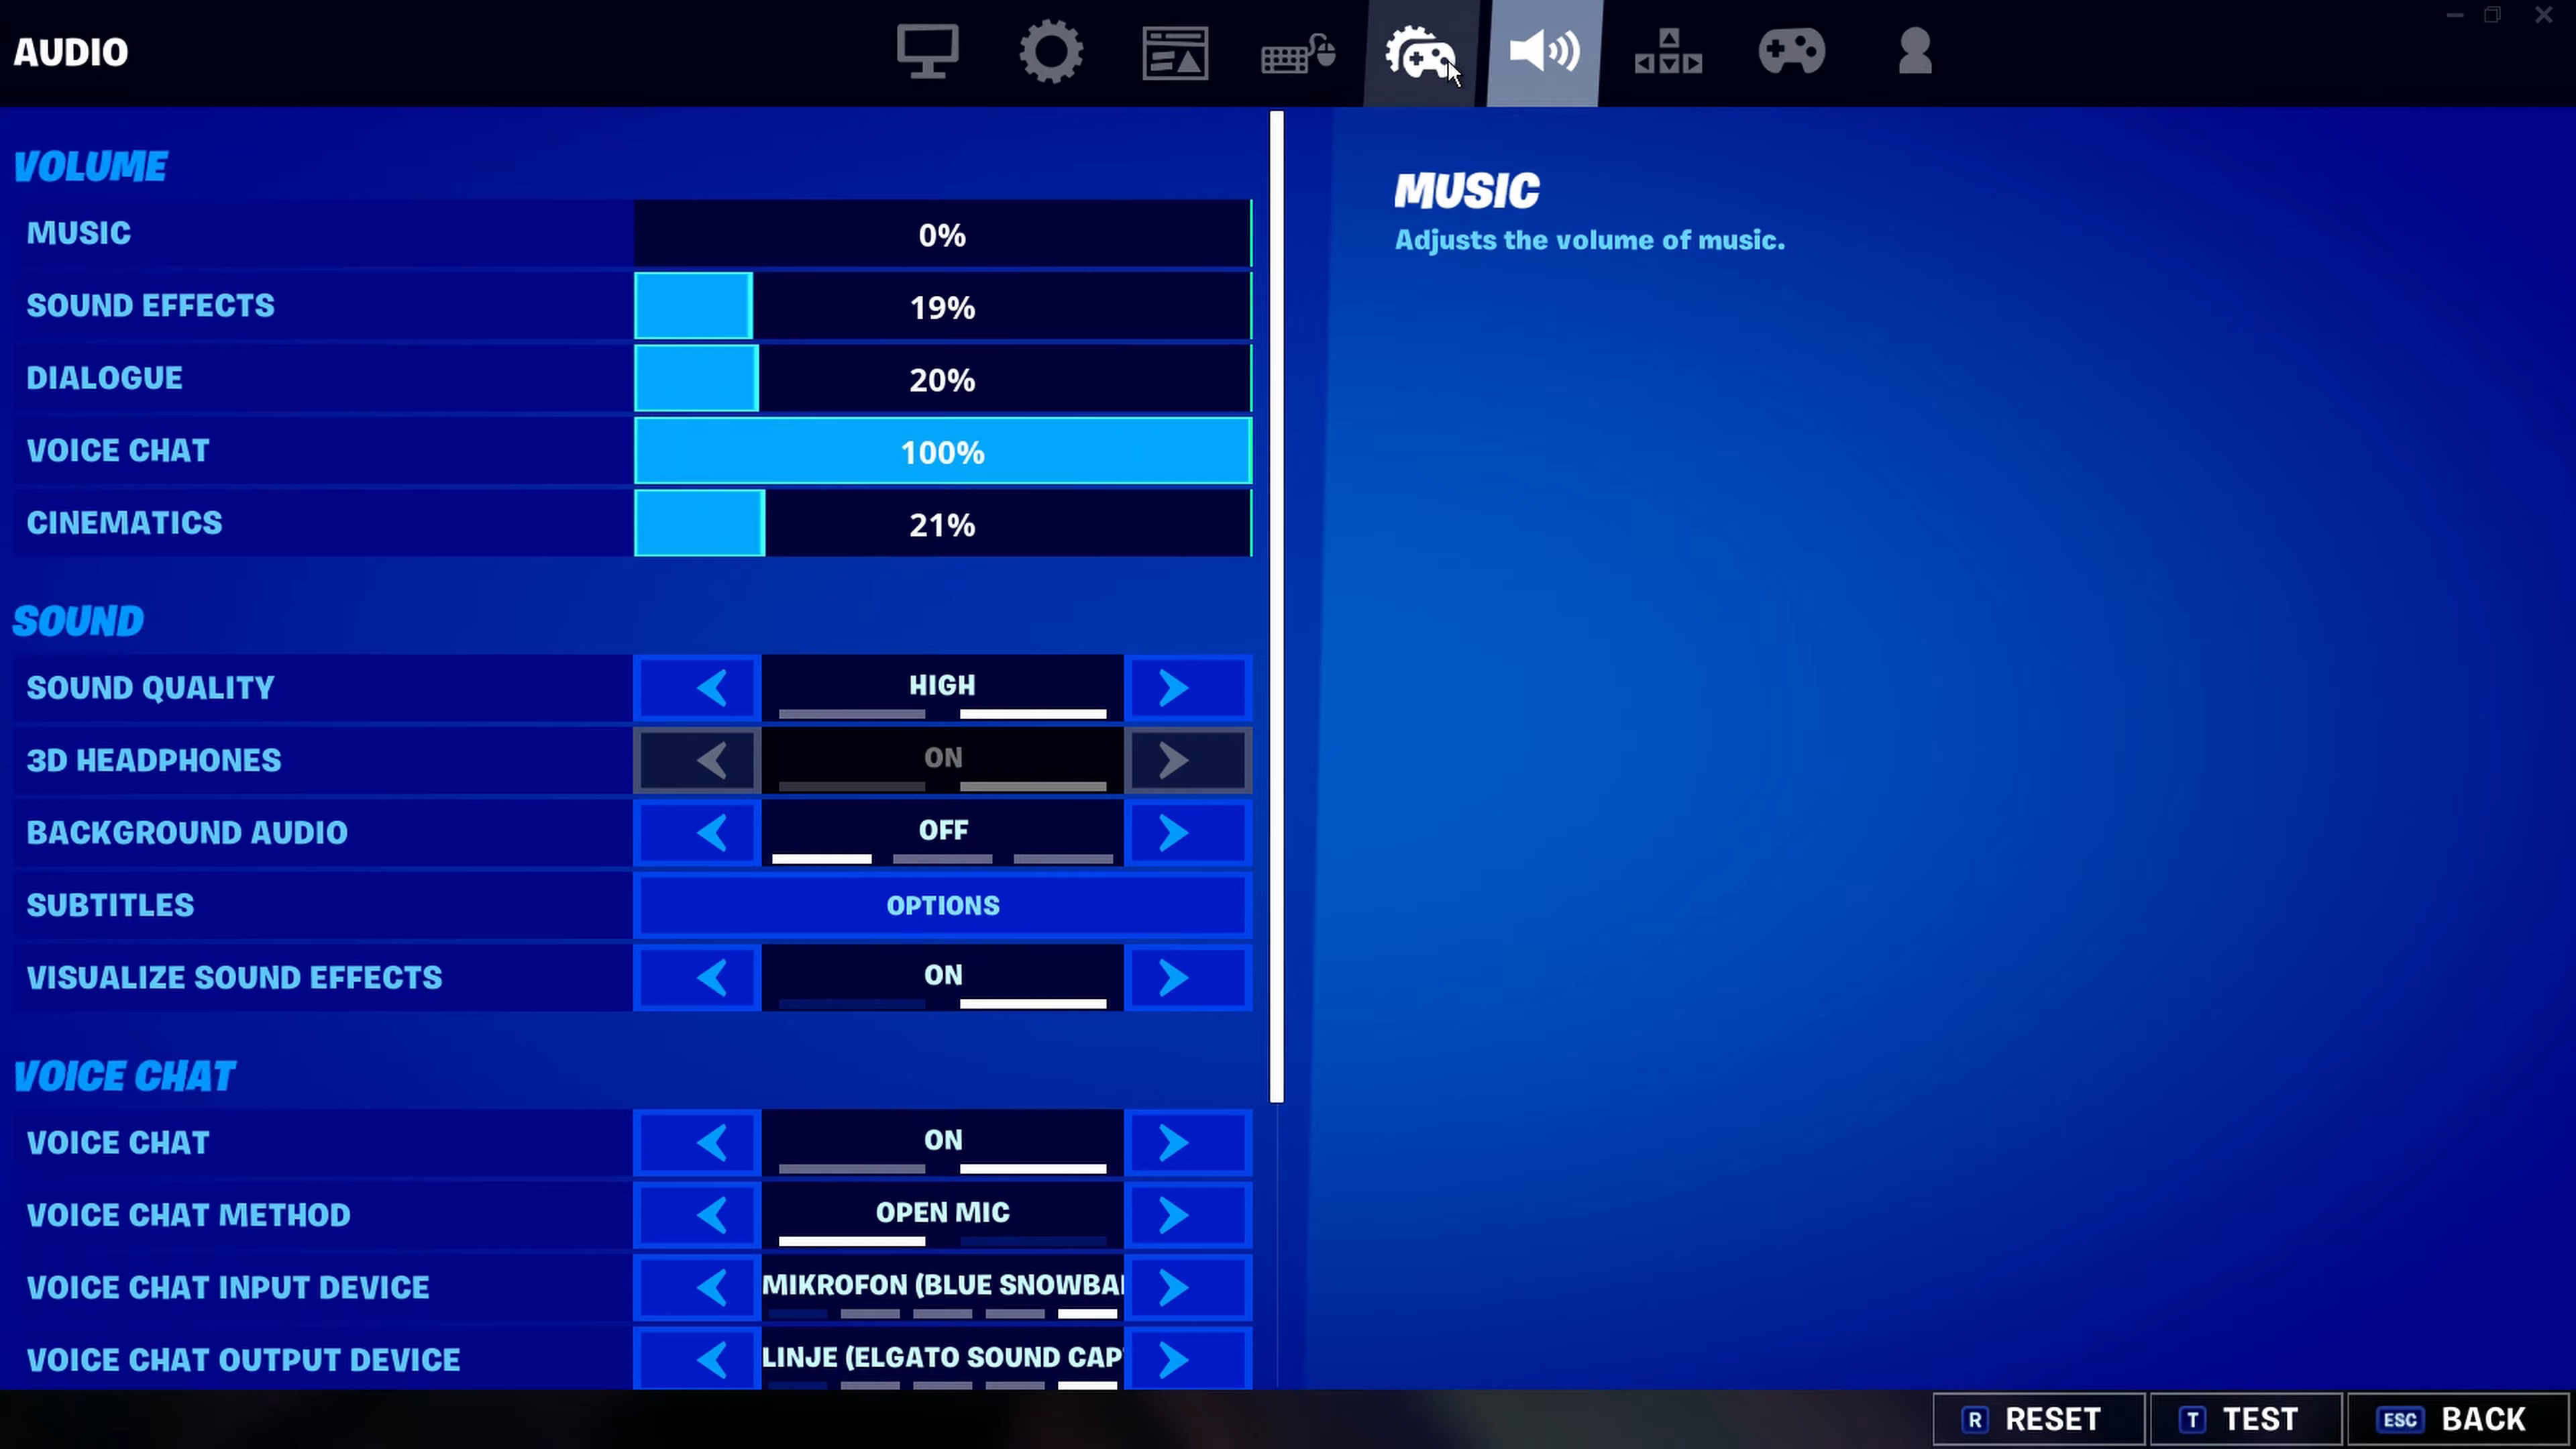 AUDIO
VOLUME
MUSIC 0%
SOUND EFFECTS 19%
DIALOGUE 20%
VOICE CHAT 100%
CINEMATICS 21%
SOUND
SOUND QUALITY HIGH
3D HEADPHONES ON
BACKGROUND AUDIO OFF
SUBTITLES OPTIONS
VISUALIZE SOUND EFFECTS ON
VOICE CHAT
VOICE CHAT ON
VOICE CHAT METHOD OPEN MIC
VOICE CHAT INPUT DEVICE MIKROFON (BLUE SNOWBA
VOICE CHAT OUTPUT DEVICE LINJE (ELGATO SOUND CAP
MUSIC
Adjusts the volume of music.
R RESET T TEST ESC BACK